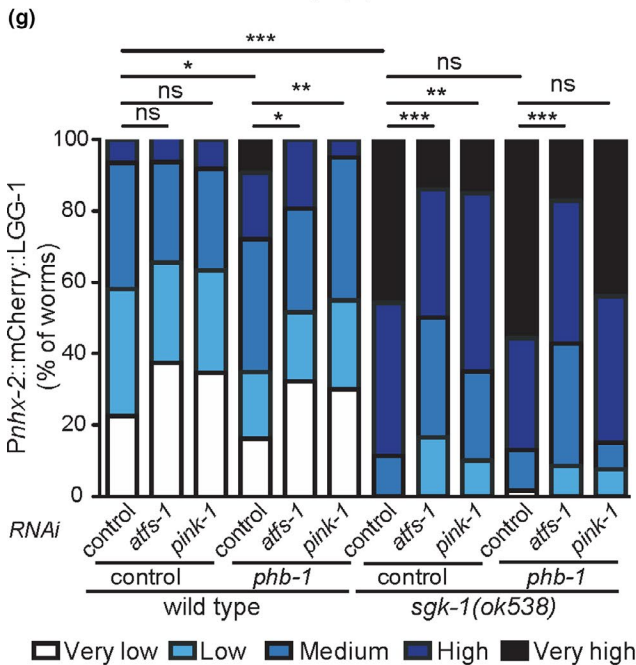 (g)
***
* ns
ns ** ** ns
ns * *** ***
100
80
60
40
20
0
Pnhx-2::mCherry::LGG-1
(% of worms)
RNAi control atfs-1 pink-1 control atfs-1 pink-1 control atfs-1 pink-1 control atfs-1 pink-1
control phb-1 control phb-1
wild type sgk-1(ok538)
Very low Low Medium High Very high